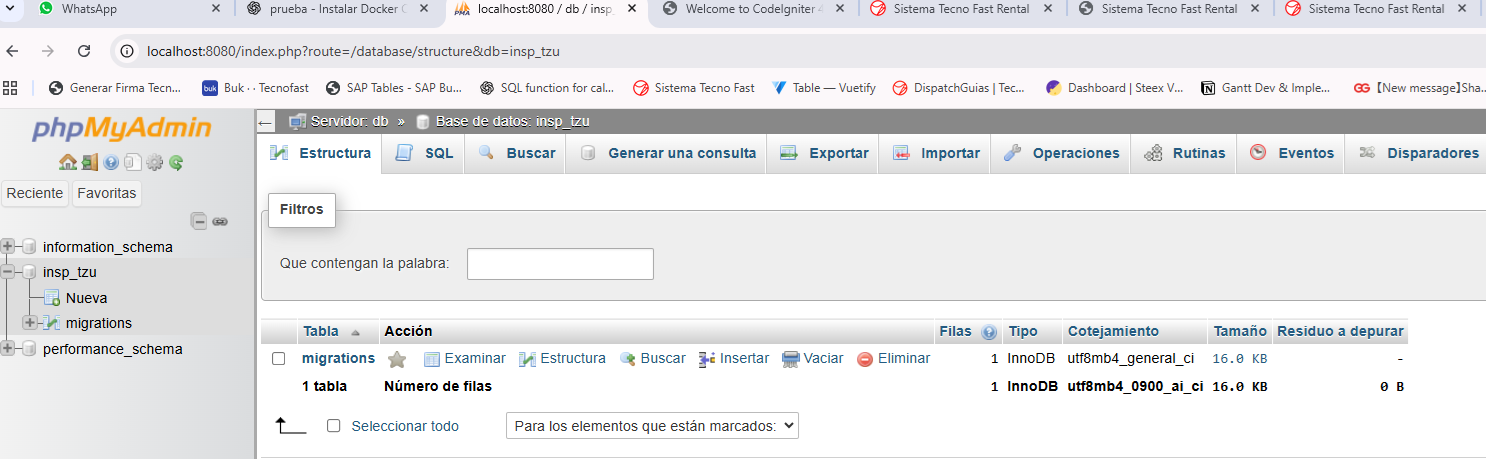 WhatsApp
prueba - Instalar Docker C
localhost:8080 / db / insp_
Welcome to CodeIgniter 4
Sistema Tecno Fast Rental
Sistema Tecno Fast Rental
Sistema Tecno Fast Rental
localhost:8080/index.php?route=/database/structure&db=insp_tzu
Generar Firma Tecn...
buk Buk · · Tecnofast
SAP Tables - SAP Bu...
SQL function for cal...
Sistema Tecno Fast
Table — Vuetify
DispatchGuias | Tec...
Dashboard | Steex V...
Gantt Dev & Imple...
GG 【New message】Sha...
phpMyAdmin
Reciente Favoritas
information_schema
insp_tzu
Nueva
migrations
performance_schema
Servidor: db » Base de datos: insp_tzu
Estructura SQL Buscar Generar una consulta Exportar Importar Operaciones Rutinas Eventos Disparadores
Filtros
Que contengan la palabra:
Tabla Acción Filas Tipo Cotejamiento Tamaño Residuo a depurar
migrations Examinar Estructura Buscar Insertar Vaciar Eliminar 1 InnoDB utf8mb4_general_ci 16.0 KB -
1 tabla Número de filas 1 InnoDB utf8mb4_0900_ai_ci 16.0 KB 0 B
Seleccionar todo Para los elementos que están marcados: